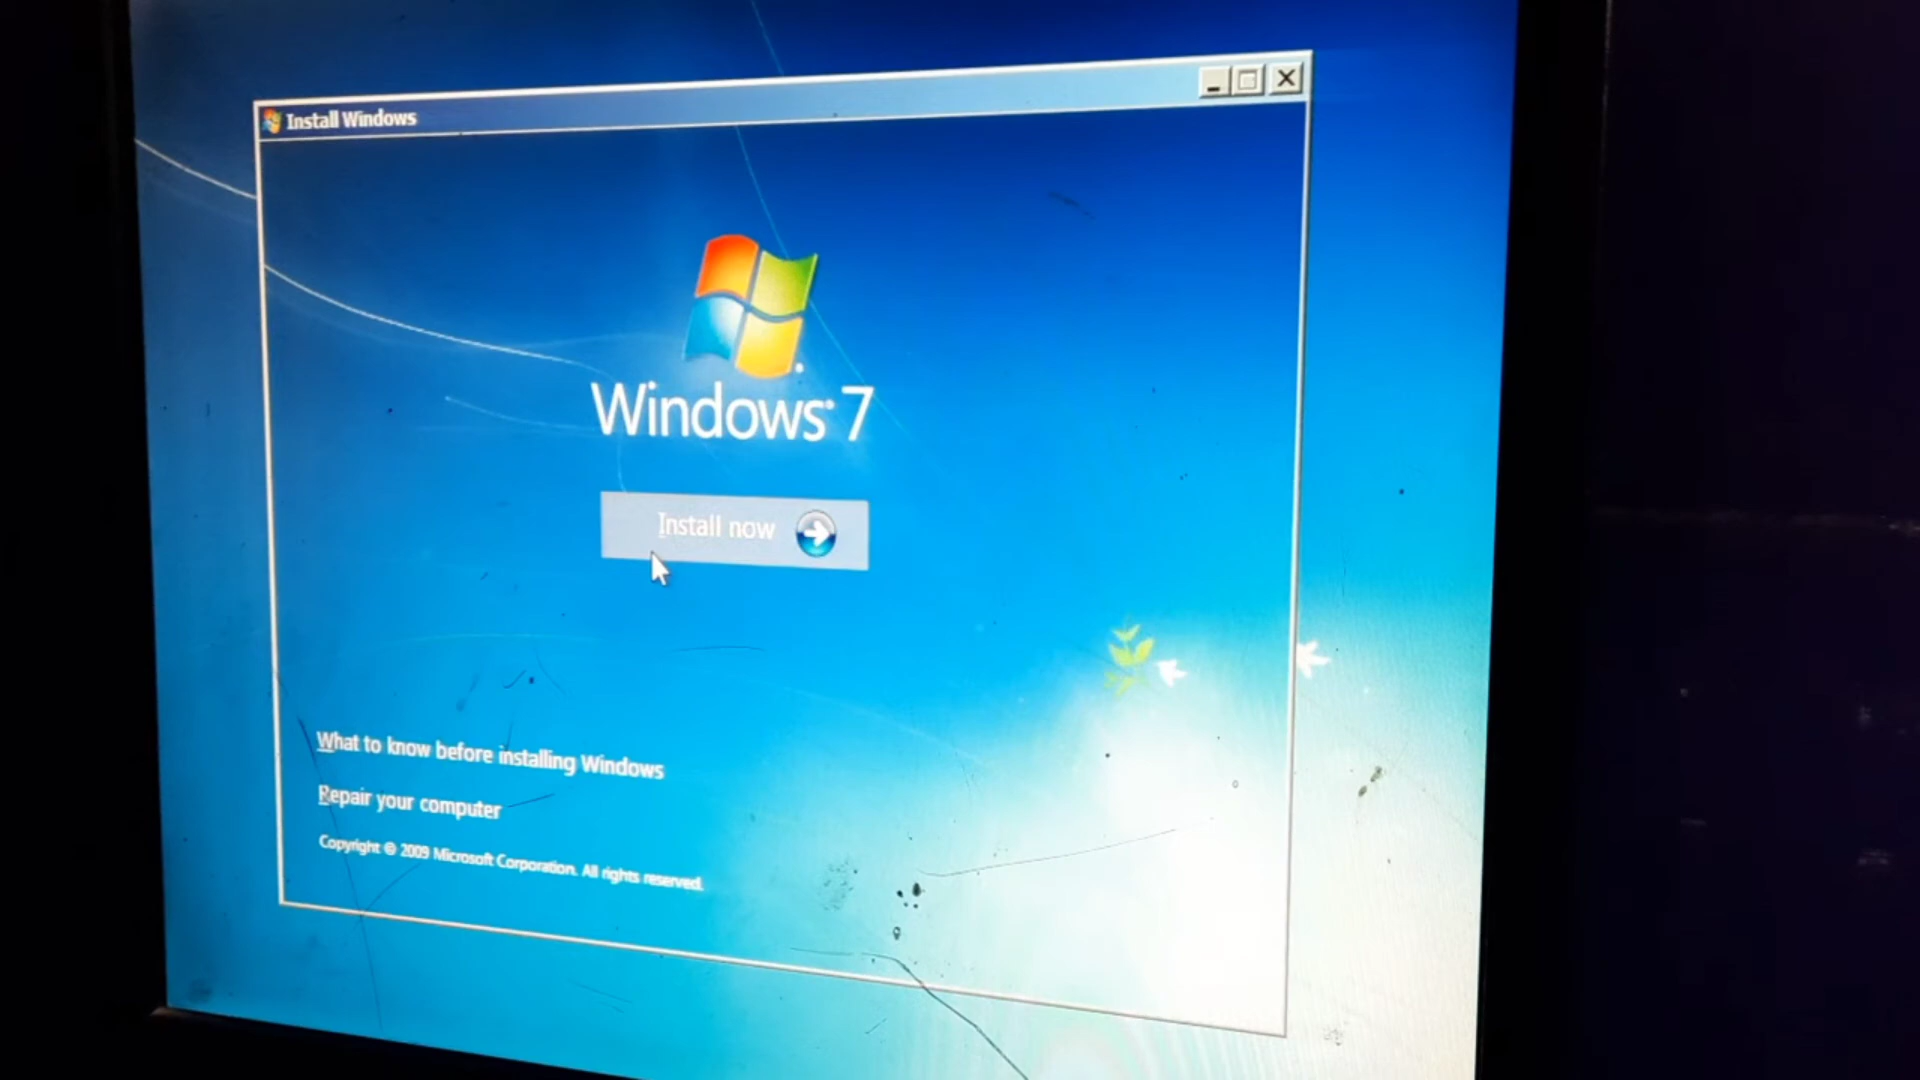 Install Windows
Windows® 7
Install now
What to know before installing Windows
Repair your computer
Copyright © 2009 Microsoft Corporation. All rights reserved.